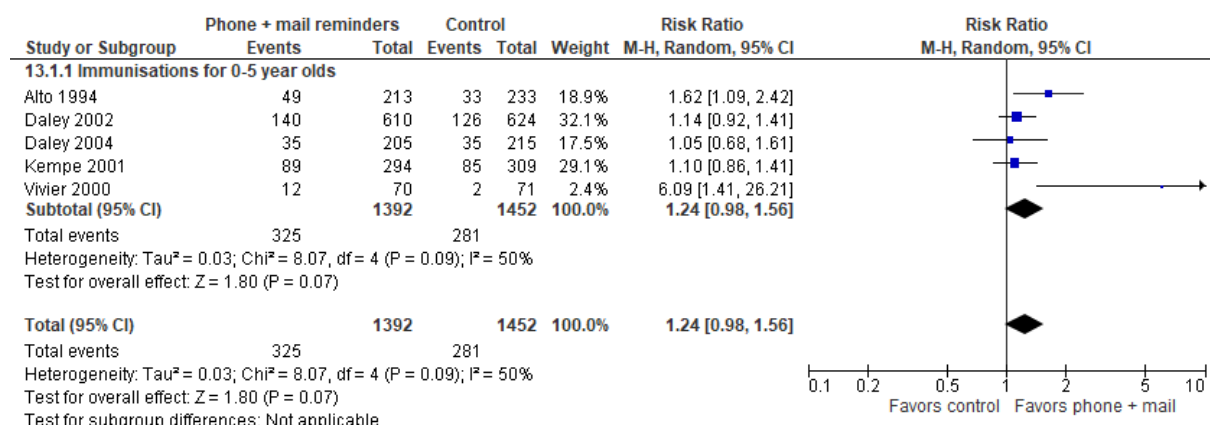 Phone + mail reminders Control Risk Ratio Risk Ratio
Study or Subgroup Events Total Events Total Weight M-H, Random, 95% CI M-H, Random, 95% CI
13.1.1 Immunisations for 0-5 year olds
Alto 1994 49 213 33 233 18.9% 1.62 [1.09, 2.42]
Daley 2002 140 610 126 624 32.1% 1.14 [0.92, 1.41]
Daley 2004 35 205 35 215 17.5% 1.05 [0.68, 1.61]
Kempe 2001 89 294 85 309 29.1% 1.10 [0.86, 1.41]
Vivier 2000 12 70 2 71 2.4% 6.09 [1.41, 26.21]
Subtotal (95% CI) 1392 1452 100.0% 1.24 [0.98, 1.56]
Total events 325 281
Heterogeneity: Tau² = 0.03; Chi² = 8.07, df = 4 (P = 0.09); I² = 50%
Test for overall effect: Z = 1.80 (P = 0.07)
Total (95% CI) 1392 1452 100.0% 1.24 [0.98, 1.56]
Total events 325 281
Heterogeneity: Tau² = 0.03; Chi² = 8.07, df = 4 (P = 0.09); I² = 50%
Test for overall effect: Z = 1.80 (P = 0.07)
Test for subgroup differences: Not applicable
0.1 0.2 0.5 1 2 5 10
Favors control Favors phone + mail